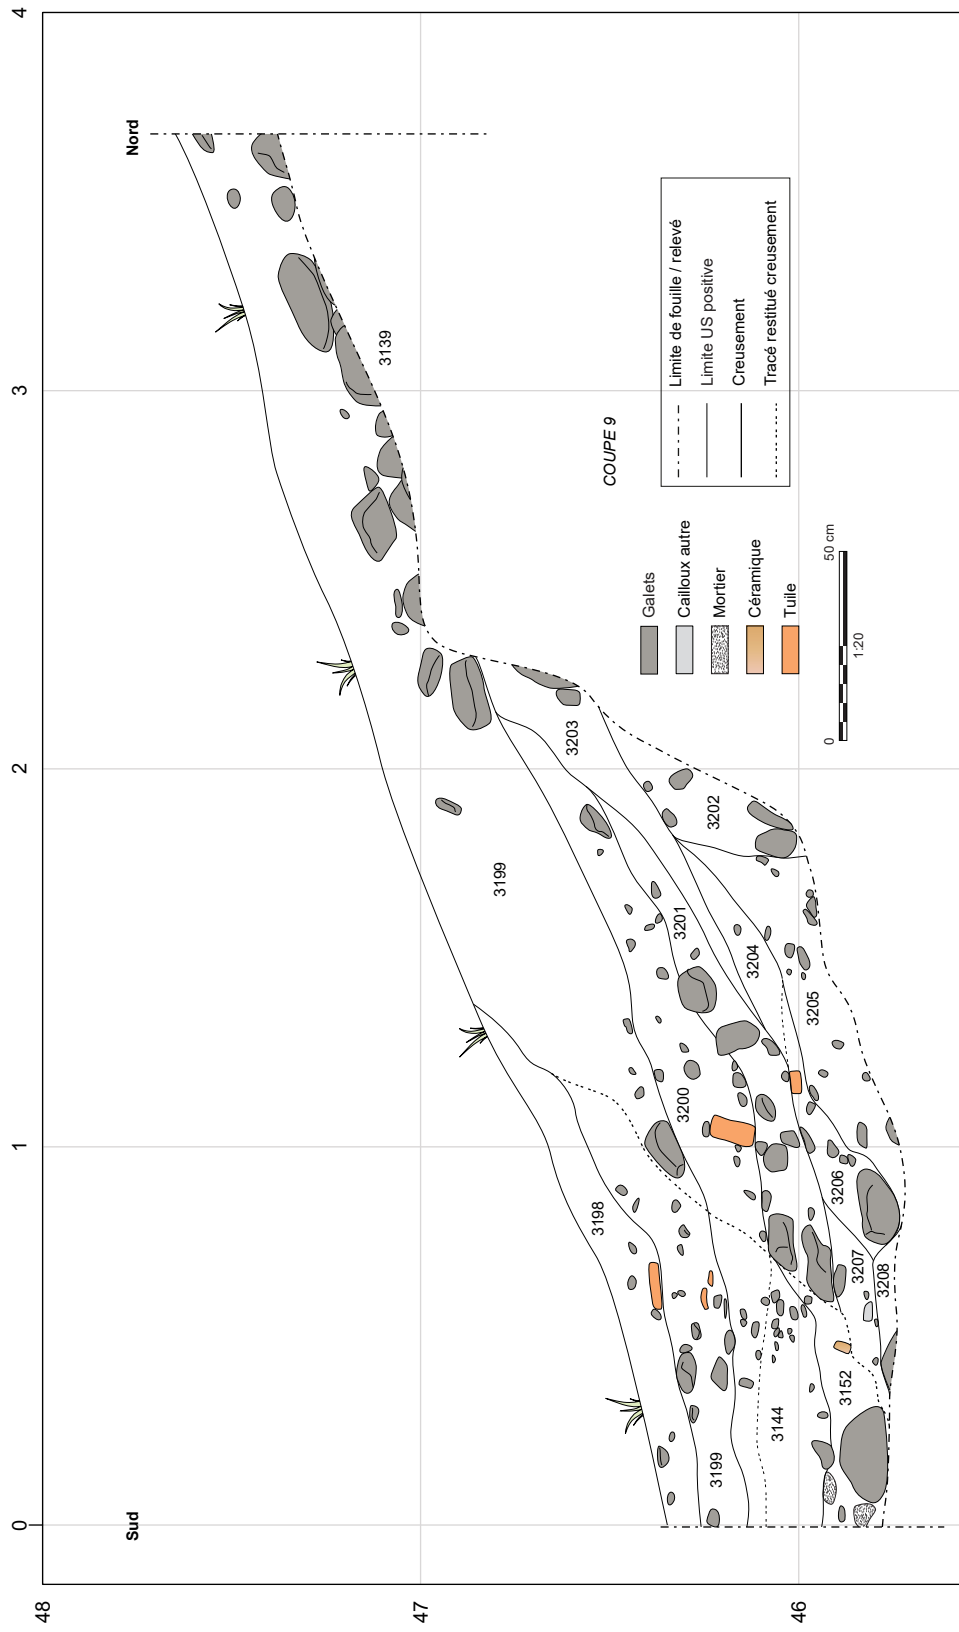 48
47
46
0
1
2
3
4
Sud
Nord
3199
3198
3199
3200
3201
3203
3139
3144
3204
3202
3152
3207
3206
3205
3208
COUPE 9
Galets
Cailloux autre
Mortier
Céramique
Tuile
Limite de fouille / relevé
Limite US positive
Creusement
Tracé restitué creusement
0
50 cm
1:20